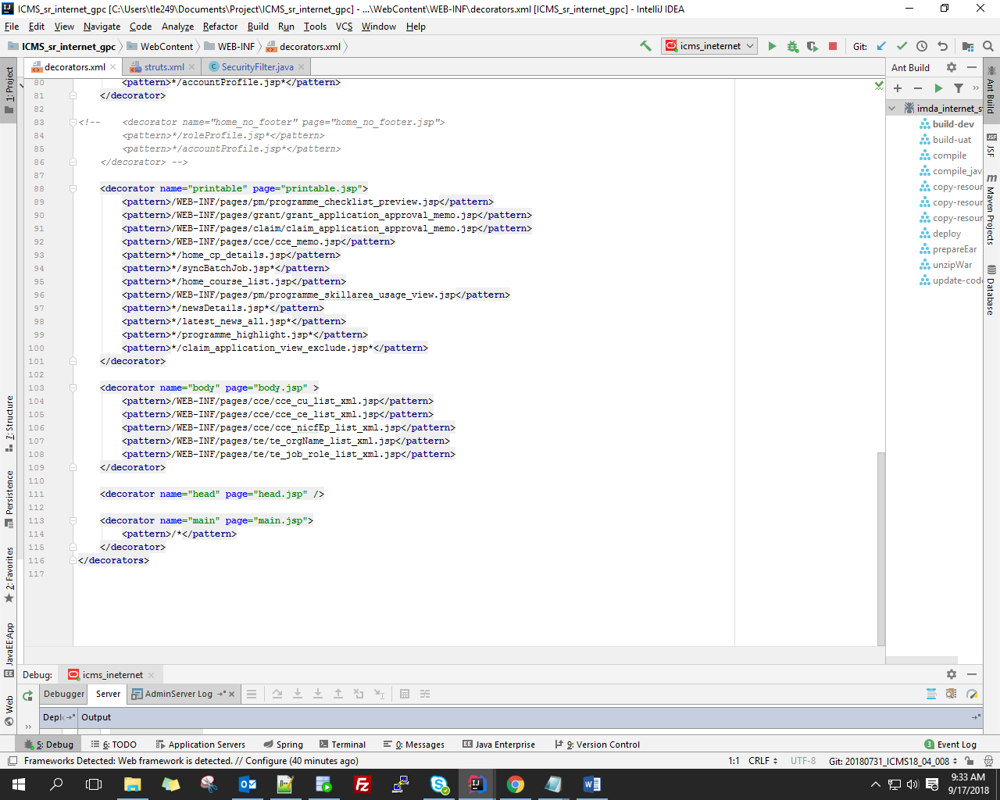 ICMS_sr_internet_gpc [C:\Users\tle249\Documents\Project\ICMS_sr_internet_gpc] - ...\WebContent\WEB-INF\decorators.xml [ICMS_sr_internet_gpc] - IntelliJ IDEA
File Edit View Navigate Code Analyze Refactor Build Run Tools VCS Window Help
ICMS_sr_internet_gpc WebContent WEB-INF decorators.xml icms_ineternet Git:
decorators.xml struts.xml SecurityFilter.java
Ant Build
1: Project
7: Structure
Persistence
2: Favorites
JavaEE:App
Web
80 <pattern>*/accountProfile.jsp*</pattern>
81 </decorator>
82
83 <!-- <decorator name="home_no_footer" page="home_no_footer.jsp">
84 <pattern>*/roleProfile.jsp*</pattern>
85 <pattern>*/accountProfile.jsp*</pattern>
86 </decorator> -->
87
88 <decorator name="printable" page="printable.jsp">
89 <pattern>/WEB-INF/pages/pm/programme_checklist_preview.jsp</pattern>
90 <pattern>/WEB-INF/pages/grant/grant_application_approval_memo.jsp</pattern>
91 <pattern>/WEB-INF/pages/claim/claim_application_approval_memo.jsp</pattern>
92 <pattern>/WEB-INF/pages/cce/cce_memo.jsp</pattern>
93 <pattern>*/home_cp_details.jsp</pattern>
94 <pattern>*/syncBatchJob.jsp*</pattern>
95 <pattern>*/home_course_list.jsp</pattern>
96 <pattern>/WEB-INF/pages/pm/programme_skillarea_usage_view.jsp</pattern>
97 <pattern>*/newsDetails.jsp*</pattern>
98 <pattern>*/latest_news_all.jsp*</pattern>
99 <pattern>*/programme_highlight.jsp*</pattern>
100 <pattern>*/claim_application_view_exclude.jsp*</pattern>
101 </decorator>
102
103 <decorator name="body" page="body.jsp" >
104 <pattern>/WEB-INF/pages/cce/cce_cu_list_xml.jsp</pattern>
105 <pattern>/WEB-INF/pages/cce/cce_ce_list_xml.jsp</pattern>
106 <pattern>/WEB-INF/pages/cce/cce_nicfEp_list_xml.jsp</pattern>
107 <pattern>/WEB-INF/pages/te/te_orgName_list_xml.jsp</pattern>
108 <pattern>/WEB-INF/pages/te/te_job_role_list_xml.jsp</pattern>
109 </decorator>
110
111 <decorator name="head" page="head.jsp" />
112
113 <decorator name="main" page="main.jsp">
114 <pattern>/*</pattern>
115 </decorator>
116 </decorators>
117
imda_internet_s
build-dev
build-uat
compile
compile_jav
copy-resour
copy-resour
copy-resour
deploy
prepareEar
unzipWar
update-code
Ant Build
JSF
JSF
m Maven Projects
Database
Debug: icms_ineternet
Debugger Server AdminServer Log
Depl Output
5: Debug 6: TODO Application Servers Spring Terminal 0: Messages Java Enterprise 9: Version Control 3 Event Log
Frameworks Detected: Web framework is detected. // Configure (40 minutes ago) 1:1 CRLF UTF-8 Git: 20180731_ICMS18_04_008
9:33 AM
9/17/2018